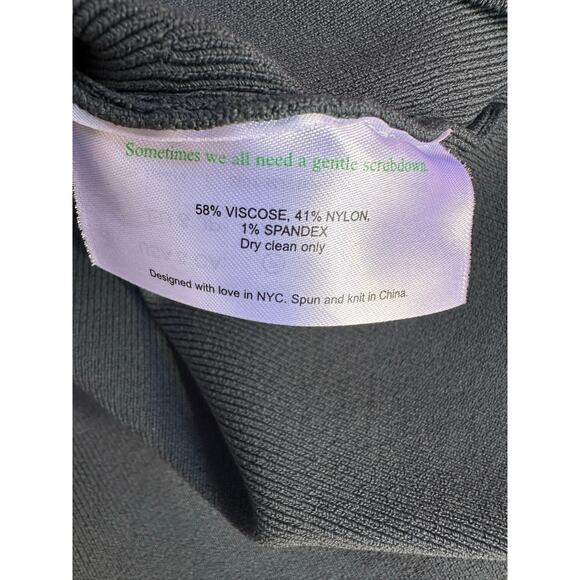 Sometimes we all need a gentle scrubdown.
58% VISCOSE, 41% NYLON,
1% SPANDEX
Dry clean only
Designed with love in NYC. Spun and knit in China.